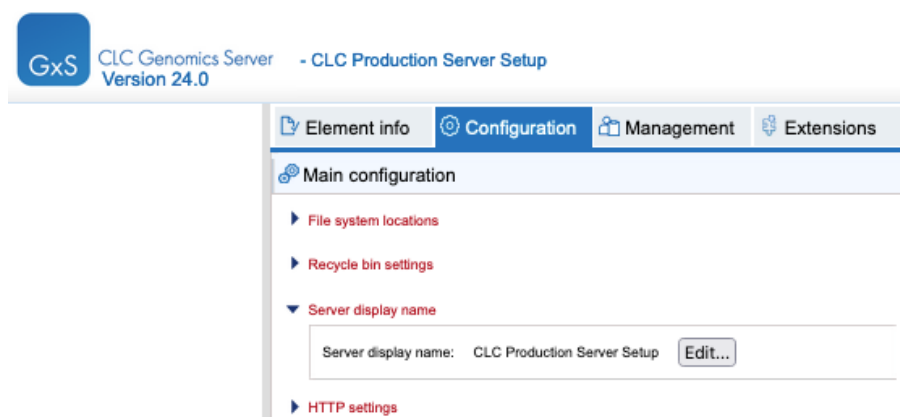 GxS
CLC Genomics Server - CLC Production Server Setup
Version 24.0
Element info Configuration Management Extensions
Main configuration
File system locations
Recycle bin settings
Server display name
Server display name: CLC Production Server Setup Edit...
HTTP settings